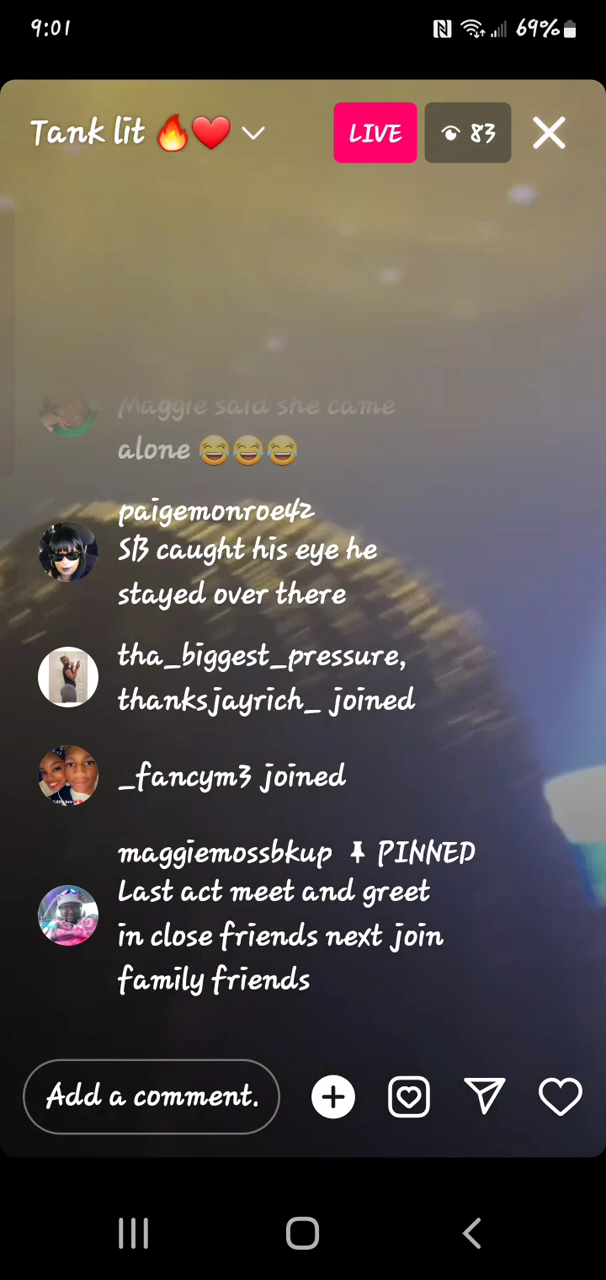 9:01
69%
Tank lit 🔥❤️
LIVE
83
Maggie said she came
alone 😂😂😂
paigemonroe42
SB caught his eye he
stayed over there
tha_biggest_pressure,
thanksjayrich_ joined
_fancym3 joined
maggiemossbkup PINNED
Last act meet and greet
in close friends next join
family friends
Add a comment.